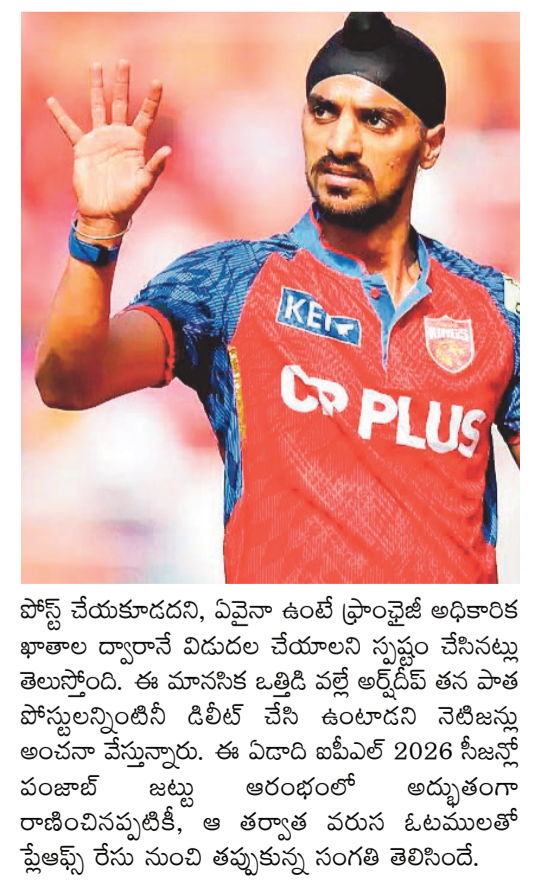 KEI
KINGS
CP PLUS
పోస్ట్ చేయకూడదని, ఏవైనా ఉంటే ఫ్రాంఛైజీ అధికారిక
ఖాతాల ద్వారానే విడుదల చేయాలని స్పష్టం చేసినట్లు
తెలుస్తోంది. ఈ మానసిక ఒత్తిడి వల్లే అర్ష్‌దీప్ తన పాత
పోస్టులన్నింటినీ డిలీట్ చేసి ఉంటాడని నెటిజన్లు
అంచనా వేస్తున్నారు. ఈ ఏడాది ఐపీఎల్ 2026 సీజన్లో
పంజాబ్ జట్టు ఆరంభంలో అద్భుతంగా
రాణించినప్పటికీ, ఆ తర్వాత వరుస ఓటములతో
ప్లేఆఫ్స్ రేసు నుంచి తప్పుకున్న సంగతి తెలిసిందే.